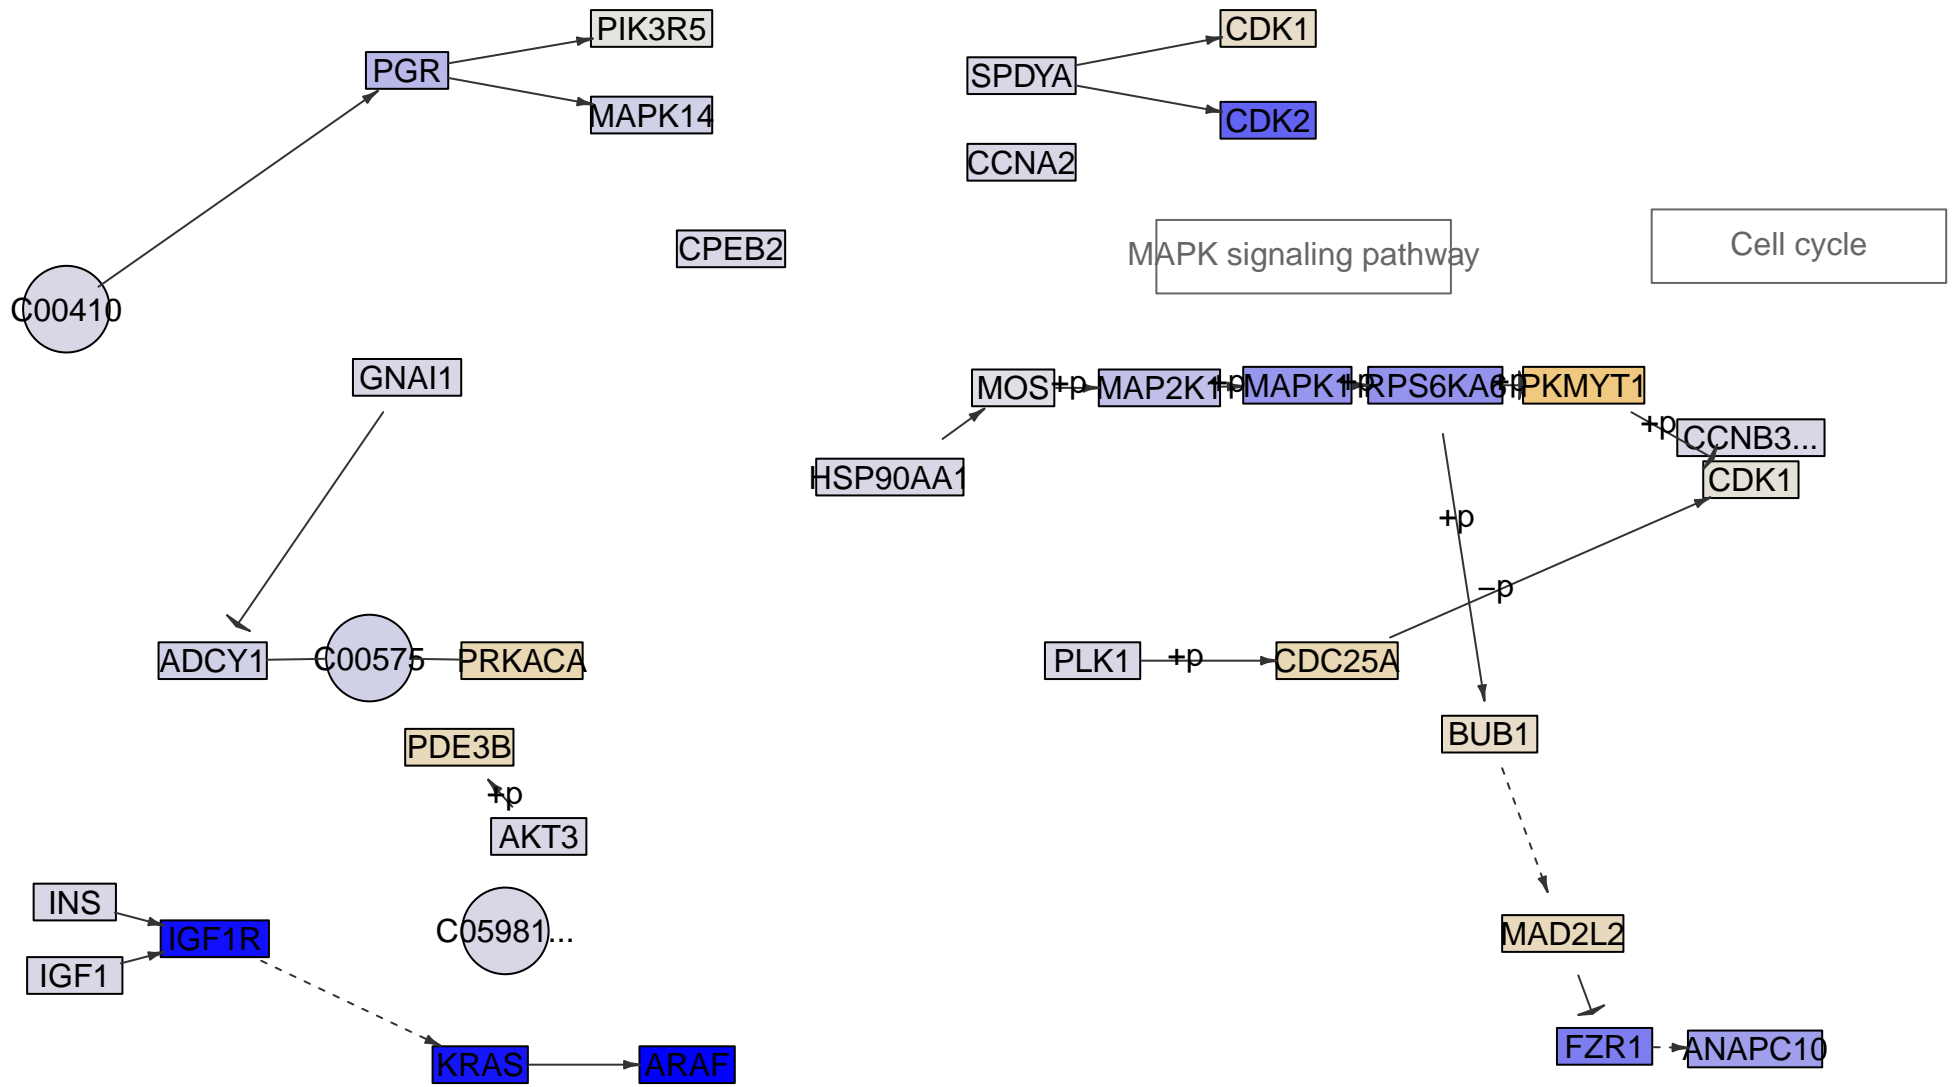 PIK3R5
CDK1
PGR
SPDYA
MAPK14
CDK2
CCNA2
CPEB2
MAPK signaling pathway
Cell cycle
C00410
GNAI1
MOS
+p
MAP2K1
+p
MAPK1
+p
RPS6KA6
+p
PKMYT1
+p
CCNB3...
HSP90AA1
CDK1
+p
−p
ADCY1
C00575
PRKACA
PLK1
+p
CDC25A
BUB1
PDE3B
+p
AKT3
INS
IGF1R
C05981...
MAD2L2
IGF1
FZR1
ANAPC10
KRAS
ARAF